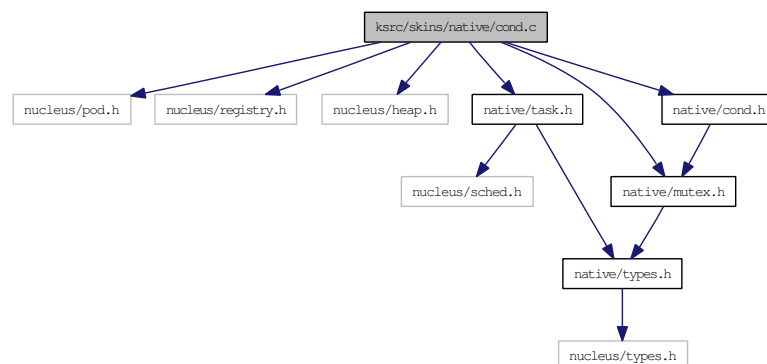 ksrc/skins/native/cond.c
nucleus/pod.h
nucleus/registry.h
nucleus/heap.h
native/task.h
native/cond.h
nucleus/sched.h
native/mutex.h
native/types.h
nucleus/types.h